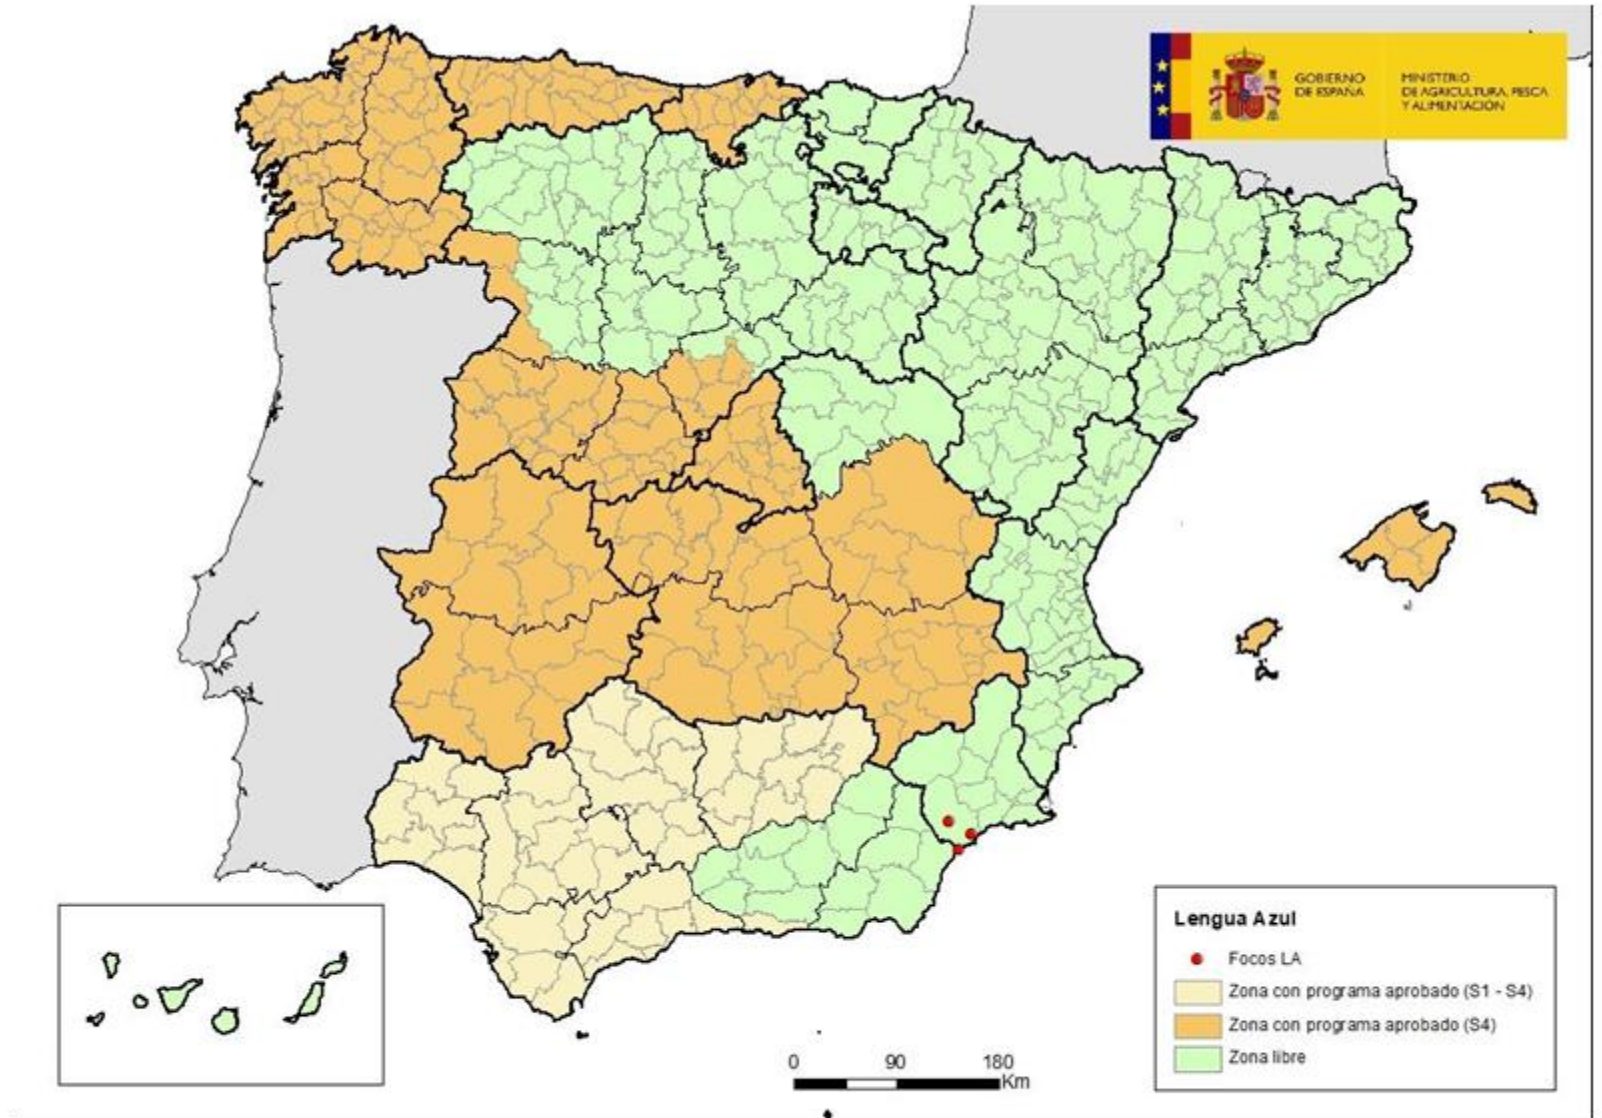 GOBIERNO
DE ESPAÑA
MINISTERIO
DE AGRICULTURA, PESCA
Y ALIMENTACIÓN
Lengua Azul
Focos LA
Zona con programa aprobado (S1 - S4)
Zona con programa aprobado (S4)
Zona libre
0 90 180
Km